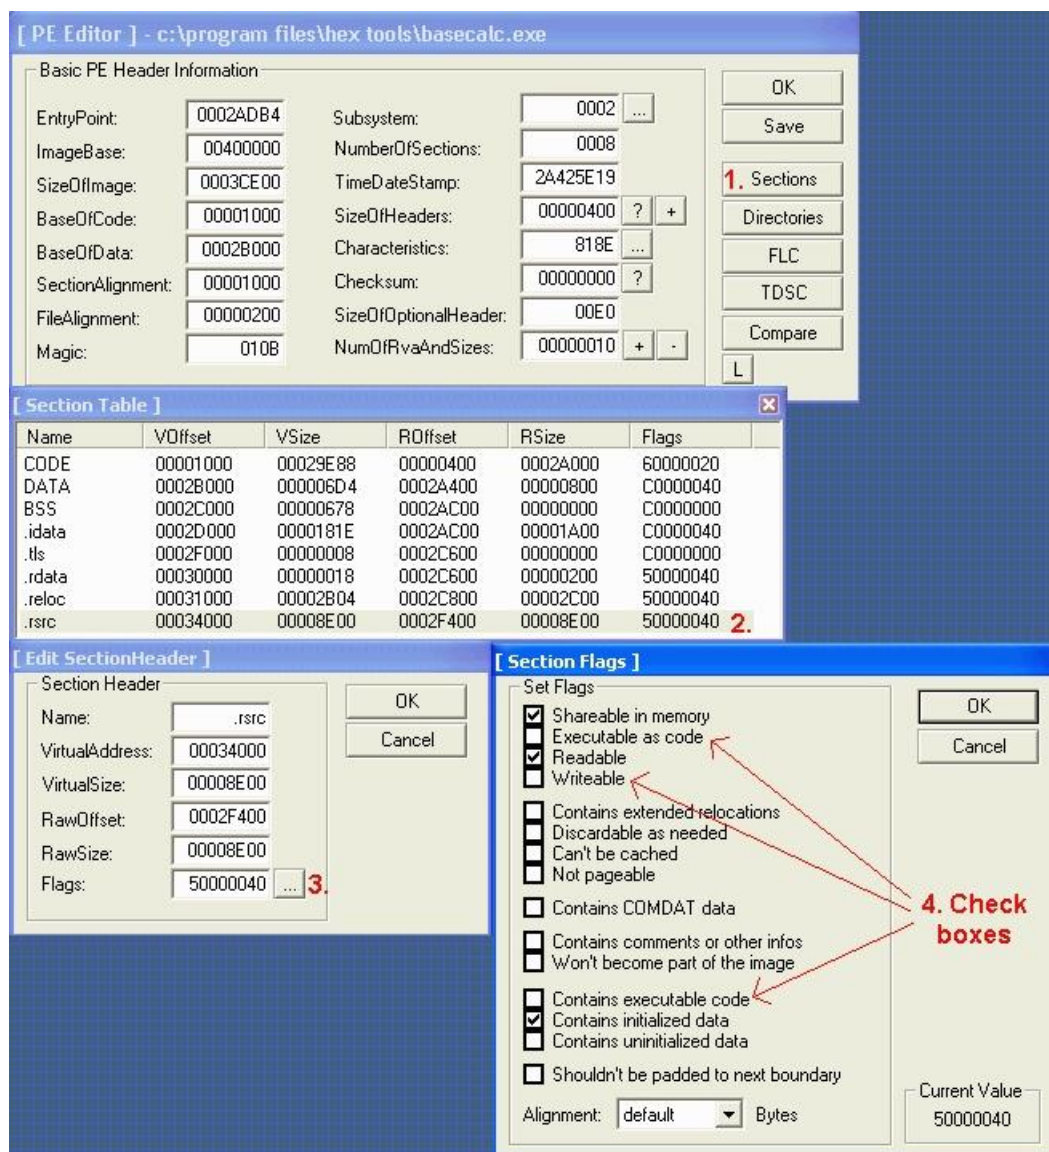 [ PE Editor ] - c:\program files\hex tools\basecalc.exe
Basic PE Header Information
EntryPoint: 0002ADB4
ImageBase: 00400000
SizeOfImage: 0003CE00
BaseOfCode: 00001000
BaseOfData: 0002B000
SectionAlignment: 00001000
FileAlignment: 00000200
Magic: 010B
Subsystem: 0002 ...
NumberOfSections: 0008
TimeDateStamp: 2A425E19
SizeOfHeaders: 00000400 ? +
Characteristics: 818E ...
Checksum: 00000000 ?
SizeOfOptionalHeader: 00E0
NumOfRvaAndSizes: 00000010 + -
OK
Save
1. Sections
Directories
FLC
TDSC
Compare
L
[ Section Table ]
Name VOffset VSize ROffset RSize Flags
CODE 00001000 00029E88 00000400 0002A000 60000020
DATA 0002B000 000006D4 0002A400 00000800 C0000040
BSS 0002C000 00000678 0002AC00 00000000 C0000000
.idata 0002D000 0000181E 0002AC00 00001A00 C0000040
.tls 0002F000 00000008 0002C600 00000000 C0000000
.rdata 00030000 00000018 0002C600 00000200 50000040
.reloc 00031000 00002B04 0002C800 00002C00 50000040
.rsrc 00034000 00008E00 0002F400 00008E00 50000040 2.
[ Edit SectionHeader ]
Section Header
Name: .rsrc
VirtualAddress: 00034000
VirtualSize: 00008E00
RawOffset: 0002F400
RawSize: 00008E00
Flags: 50000040 ... 3.
OK
Cancel
[ Section Flags ]
Set Flags
Shareable in memory
Executable as code
Readable
Writeable
Contains extended relocations
Discardable as needed
Can't be cached
Not pageable
Contains COMDAT data
Contains comments or other infos
Won't become part of the image
Contains executable code
Contains initialized data
Contains uninitialized data
Shouldn't be padded to next boundary
Alignment: default Bytes
OK
Cancel
4. Check
boxes
Current Value
50000040